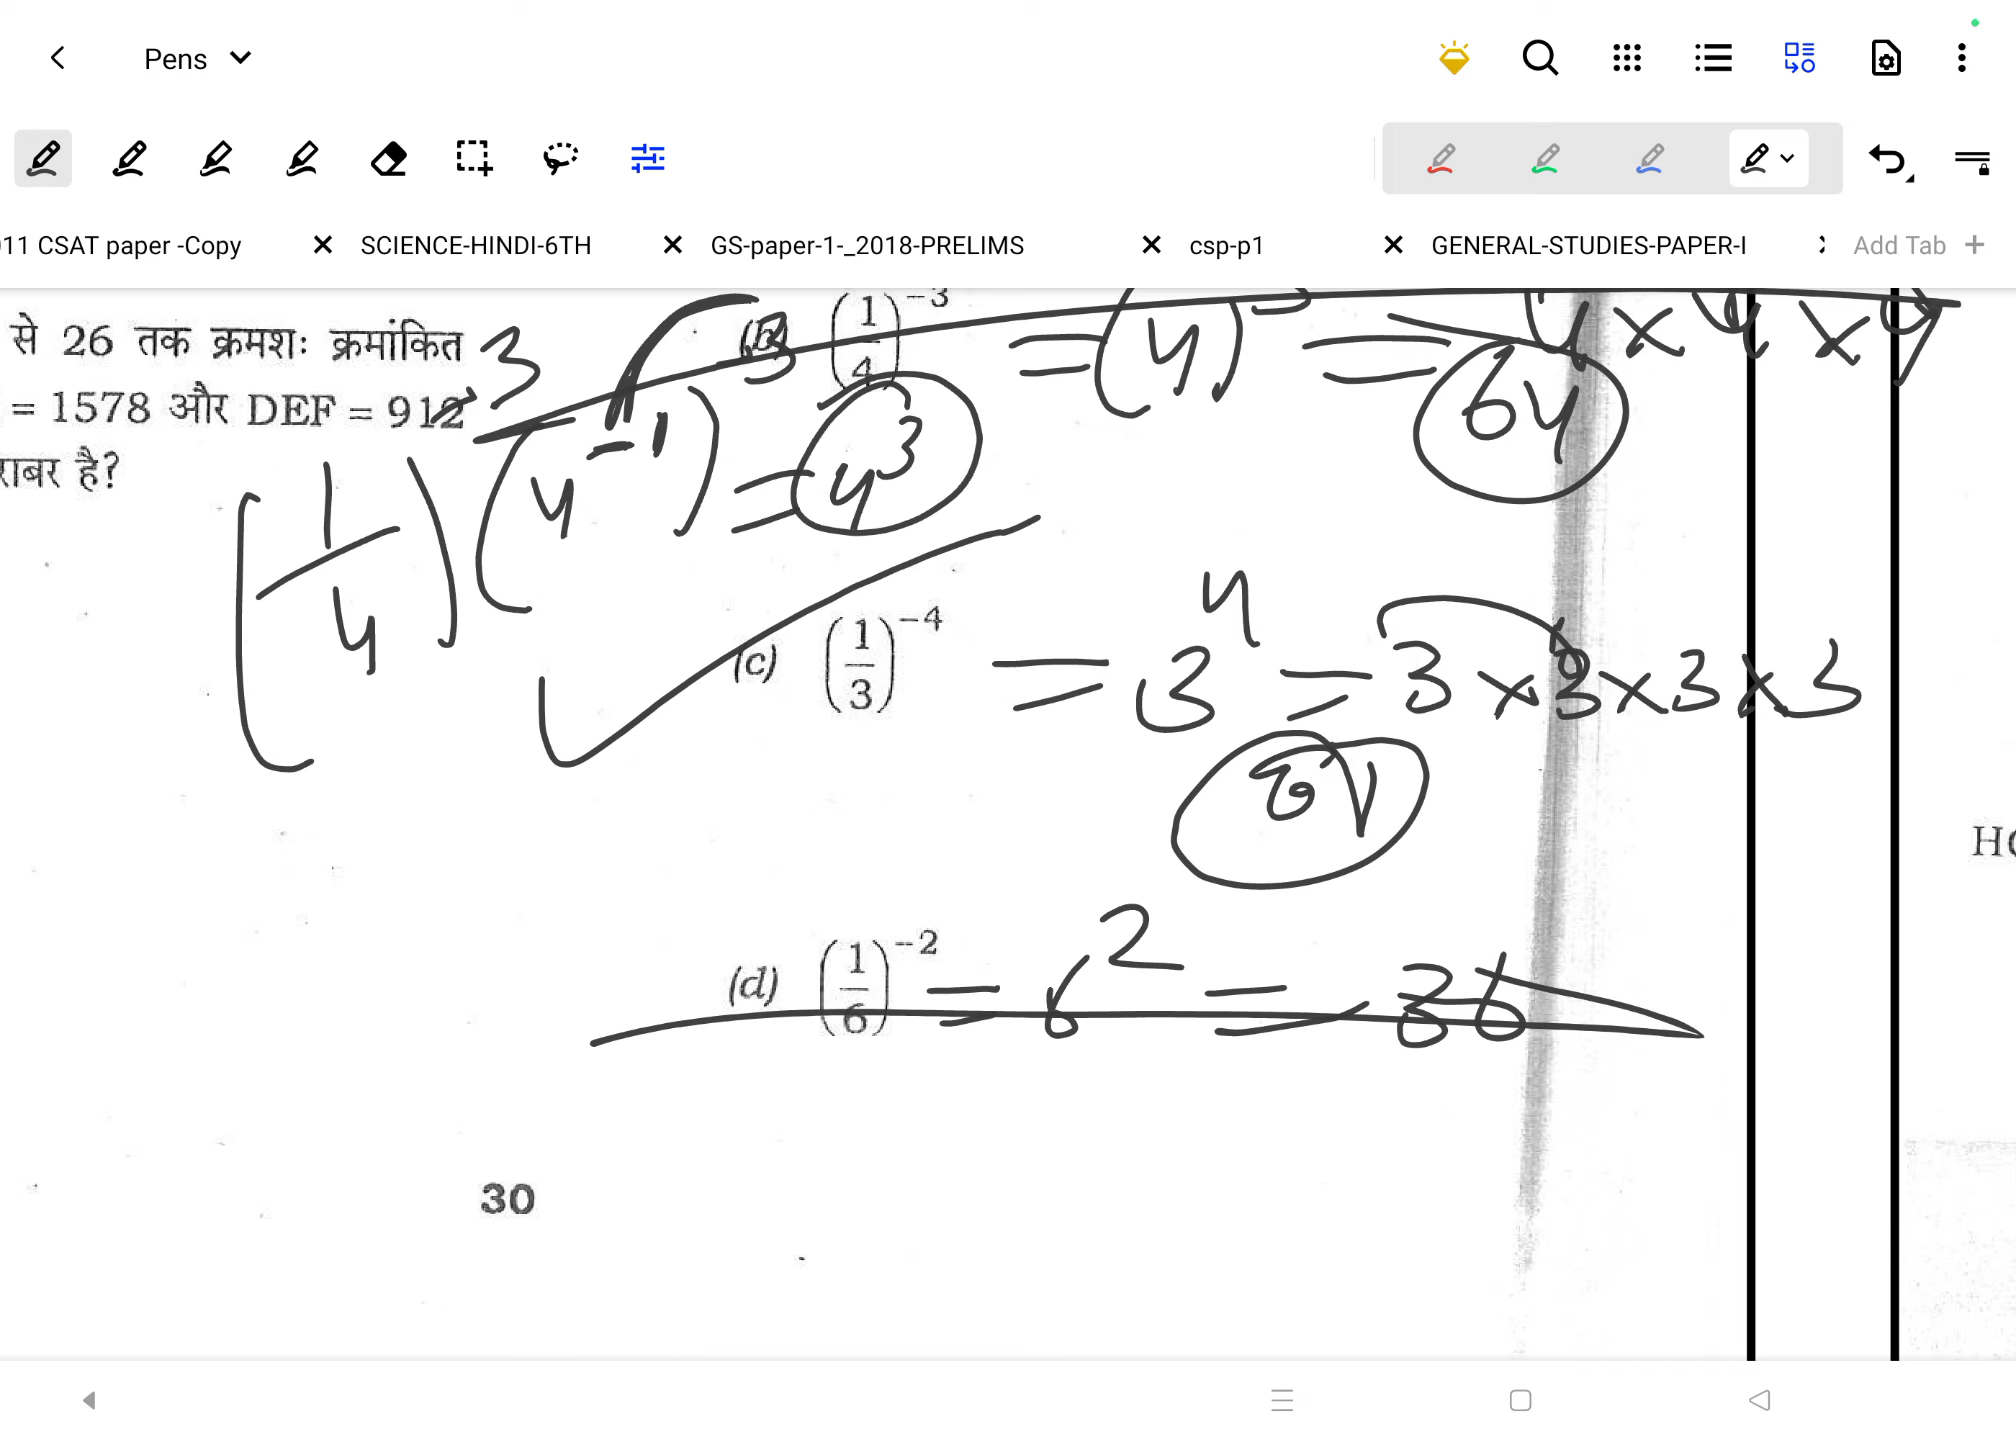 Pens
11 CSAT paper -Copy
SCIENCE-HINDI-6TH
GS-paper-1-_2018-PRELIMS
csp-p1
GENERAL-STUDIES-PAPER-I
Add Tab +
से 26 तक क्रमशः क्रमांकित
= 1578 और DEF = 912
है?
(b) (1/4)^-3 = (4)^3 = 4 x 4 x 4
64
(1/4)^-3 (4^-1)^-3 = 4^3
(c) (1/3)^-4 = 3^4 = 3 x 3 x 3 x 3
81
(d) (1/6)^-2 = 6^2 = 36
30